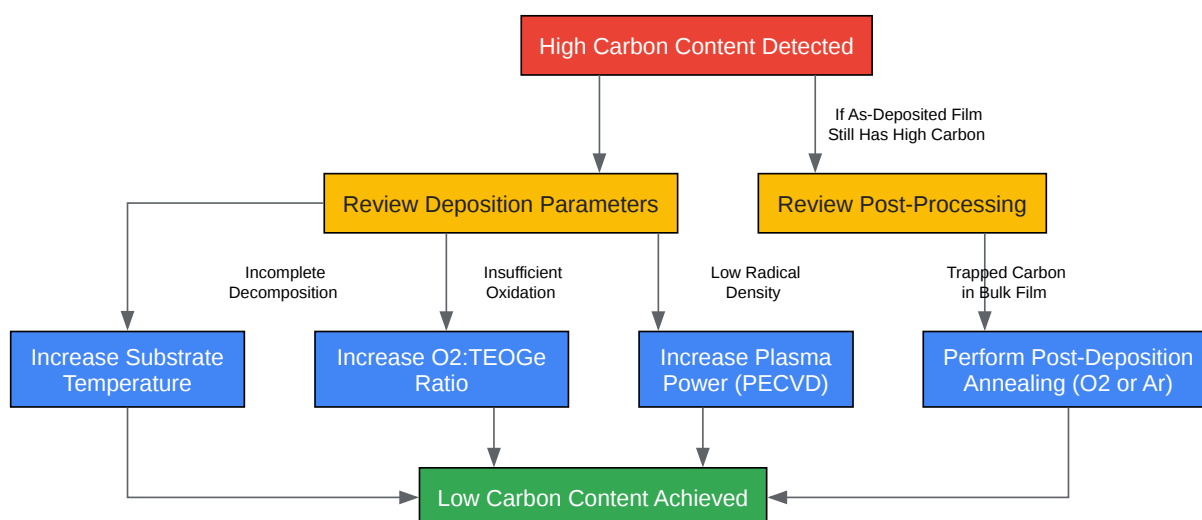 High Carbon Content Detected
If As-Deposited Film
Still Has High Carbon
Review Deposition Parameters
Review Post-Processing
Incomplete
Decomposition
Insufficient
Oxidation
Low Radical
Density
Trapped Carbon
in Bulk Film
Increase Substrate
Temperature
Increase O2:TEOGe
Ratio
Increase Plasma
Power (PECVD)
Perform Post-Deposition
Annealing (O2 or Ar)
Low Carbon Content Achieved